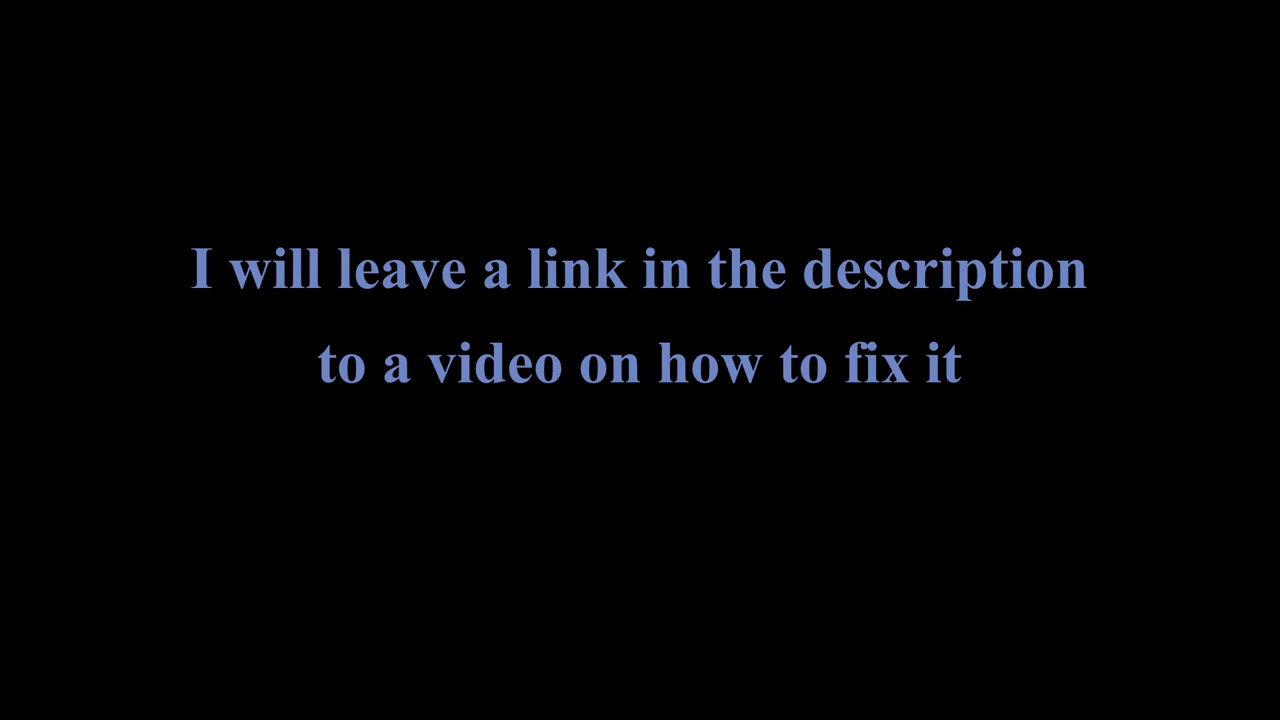 I will leave a link in the description
to a video on how to fix it